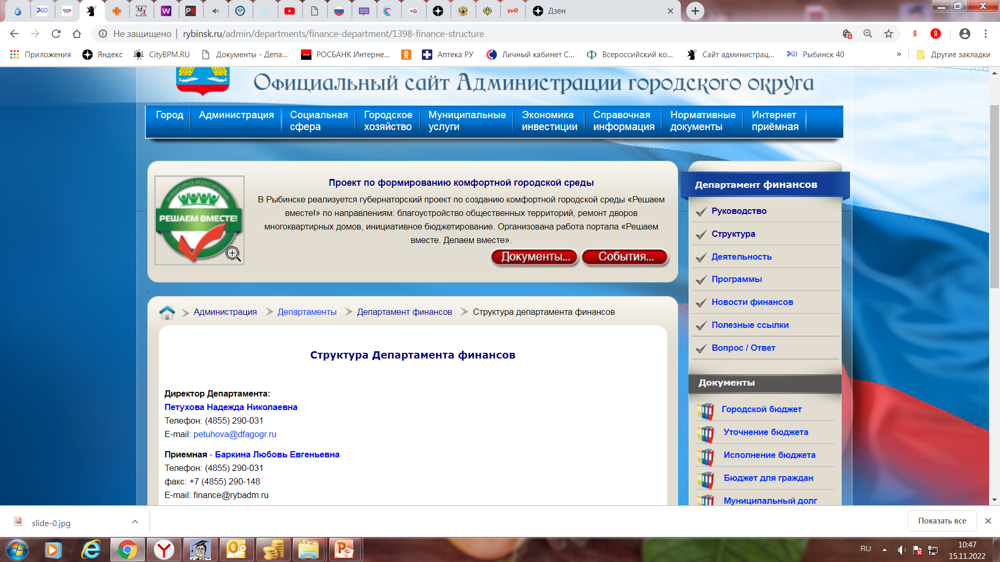 Дзен
Не защищено | rybinsk.ru/admin/departments/finance-department/1398-finance-structure
Приложения
Яндекс
CityBPM.RU
Документы - Депа...
РОСБАНК Интерне...
Аптека РУ
Личный кабинет С...
Всероссийский ко...
Сайт администрац...
Рыбинск 40
»
Другие закладки
Официальный сайт Администрации городского округа
Город
Администрация
Социальная
сфера
Городское
хозяйство
Муниципальные
услуги
Экономика
инвестиции
Справочная
информация
Нормативные
документы
Интернет
приёмная
РЕШАЕМ ВМЕСТЕ!
Проект по формированию комфортной городской среды
В Рыбинске реализуется губернаторский проект по созданию комфортной городской среды «Решаем
вместе!» по направлениям: благоустройство общественных территорий, ремонт дворов
многоквартирных домов, инициативное бюджетирование. Организована работа портала «Решаем
вместе. Делаем вместе».
Документы...
События...
Администрация
Департаменты
Департамент финансов
Структура департамента финансов
Структура Департамента финансов
Директор Департамента:
Петухова Надежда Николаевна
Телефон: (4855) 290-031
E-mail: petuhova@dfagogr.ru
Приемная - Баркина Любовь Евгеньевна
Телефон: (4855) 290-031
факс: +7 (4855) 290-148
E-mail: finance@rybadm.ru
Департамент финансов
Руководство
Структура
Деятельность
Программы
Новости финансов
Полезные ссылки
Вопрос / Ответ
Документы
Городской бюджет
Уточнение бюджета
Исполнение бюджета
Бюджет для граждан
Муниципальный долг
slide-0.jpg
Показать все
RU
10:47
15.11.2022